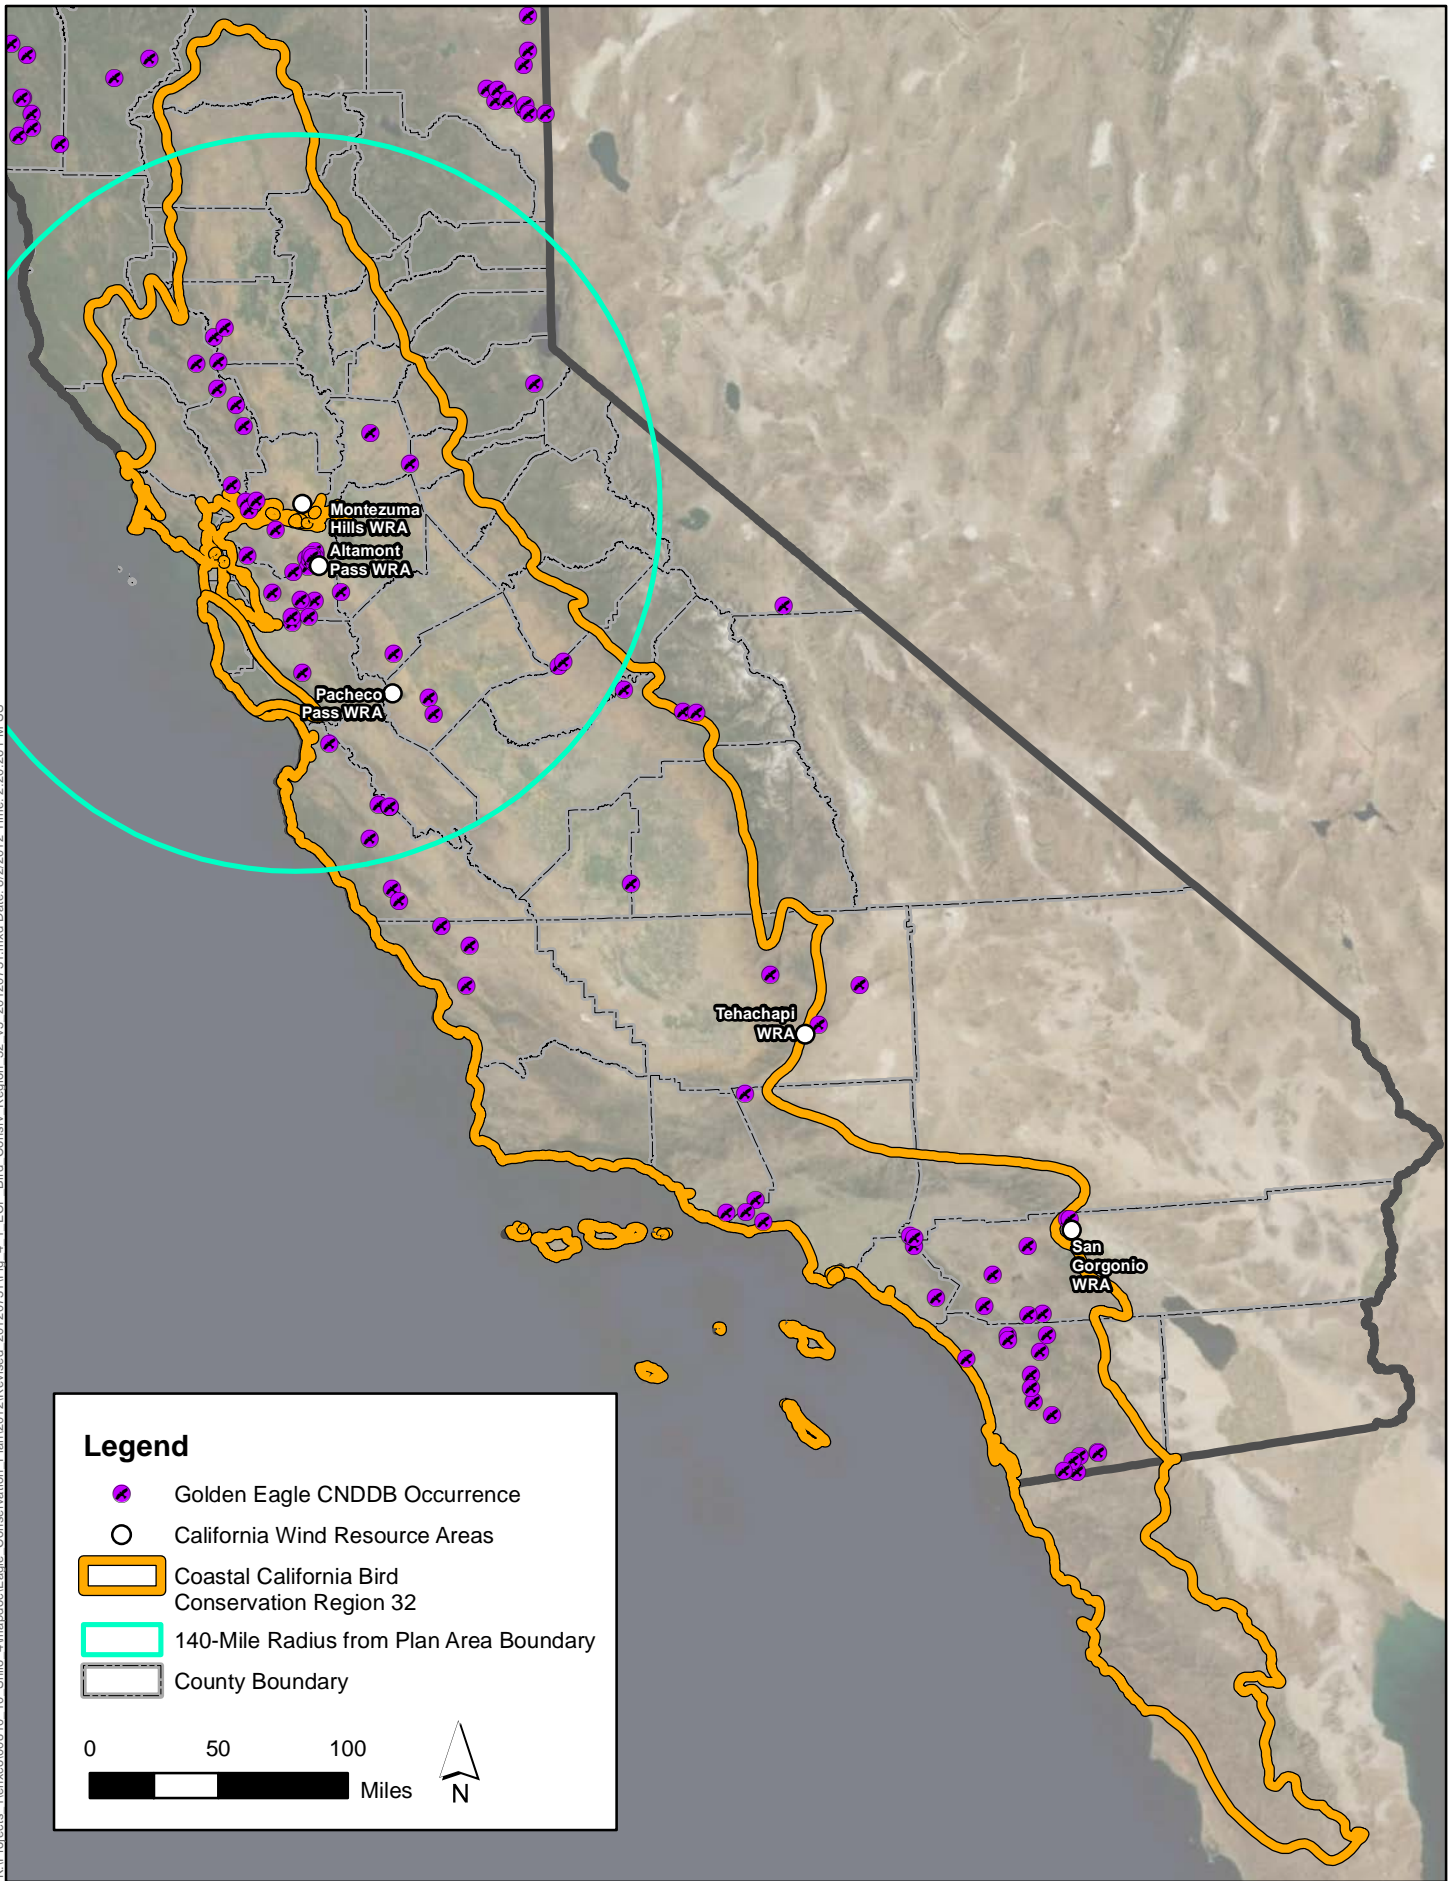 Montezuma
Hills WRA
Altamont
Pass WRA
Pacheco
Pass WRA
Tehachapi
WRA
San
Gorgonio
WRA
Legend
Golden Eagle CNDDB Occurrence
California Wind Resource Areas
Coastal California Bird
Conservation Region 32
140-Mile Radius from Plan Area Boundary
County Boundary
0 50 100
Miles
N